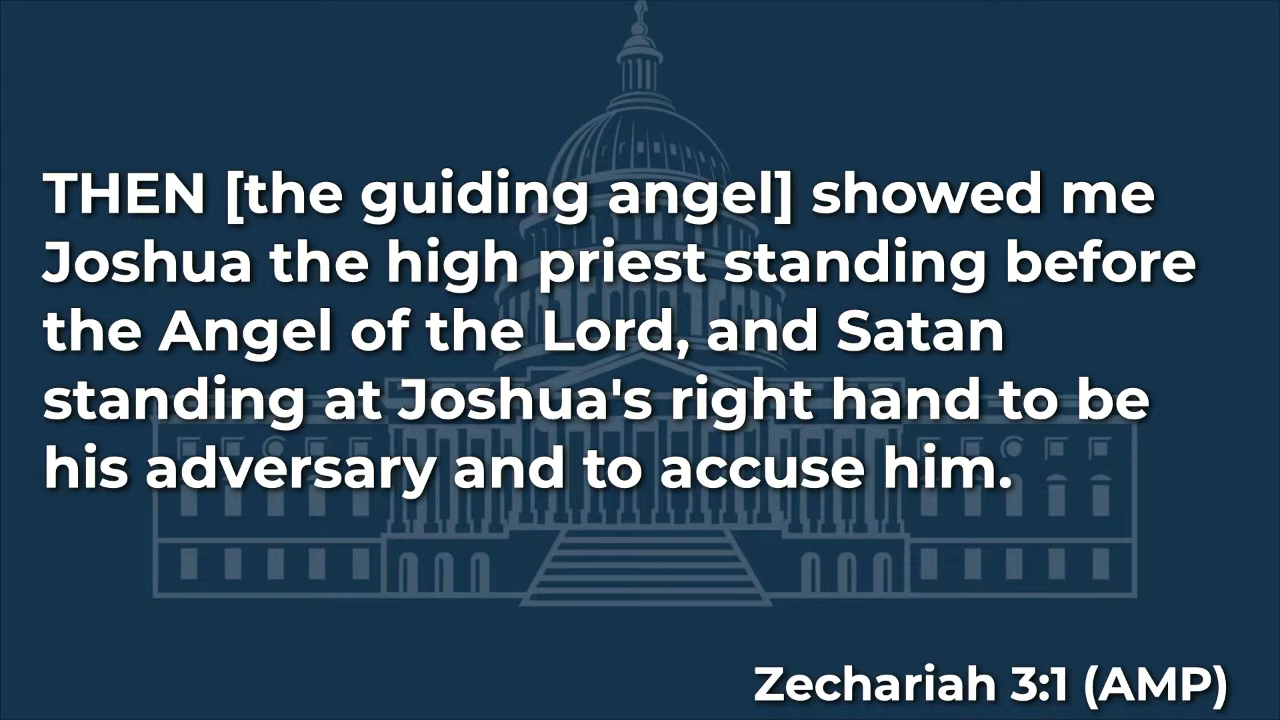 THEN [the guiding angel] showed me
Joshua the high priest standing before
the Angel of the Lord, and Satan
standing at Joshua's right hand to be
his adversary and to accuse him.
Zechariah 3:1 (AMP)